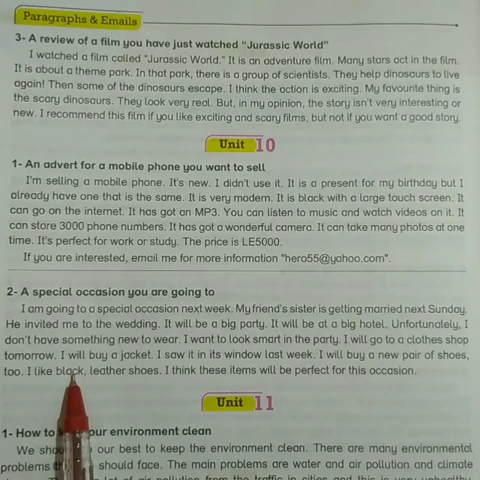 Paragraphs & Emails
3- A review of a film you have just watched "Jurassic World"
I watched a film called "Jurassic World." It is an adventure film. Many stars act in the film.
It is about a theme park. In that park, there is a group of scientists. They help dinosaurs to live
again! Then some of the dinosaurs escape. I think the action is exciting. My favourite thing is
the scary dinosaurs. They look very real. But, in my opinion, the story isn't very interesting or
new. I recommend this film if you like exciting and scary films, but not if you want a good story.
Unit 10
1- An advert for a mobile phone you want to sell
I'm selling a mobile phone. It's new. I didn't use it. It is a present for my birthday but I
already have one that is the same. It is very modern. It is black with a large touch screen. It
can go on the internet. It has got an MP3. You can listen to music and watch videos on it. It
can store 3000 phone numbers. It has got a wonderful camera. It can take many photos at one
time. It's perfect for work or study. The price is LE5000.
If you are interested, email me for more information "hero55@yahoo.com".
2- A special occasion you are going to
I am going to a special occasion next week. My friend's sister is getting married next Sunday.
He invited me to the wedding. It will be a big party. It will be at a big hotel. Unfortunately, I
don't have something new to wear. I want to look smart in the party. I will go to a clothes shop
tomorrow. I will buy a jacket. I saw it in its window last week. I will buy a new pair of shoes,
too. I like black, leather shoes. I think these items will be perfect for this occasion.
Unit 11
1- How to our environment clean
We our best to keep the environment clean. There are many environmental
problems should face. The main problems are water and air pollution and climate
lot of air pollution from the traffic in cities and this is very unhealthy